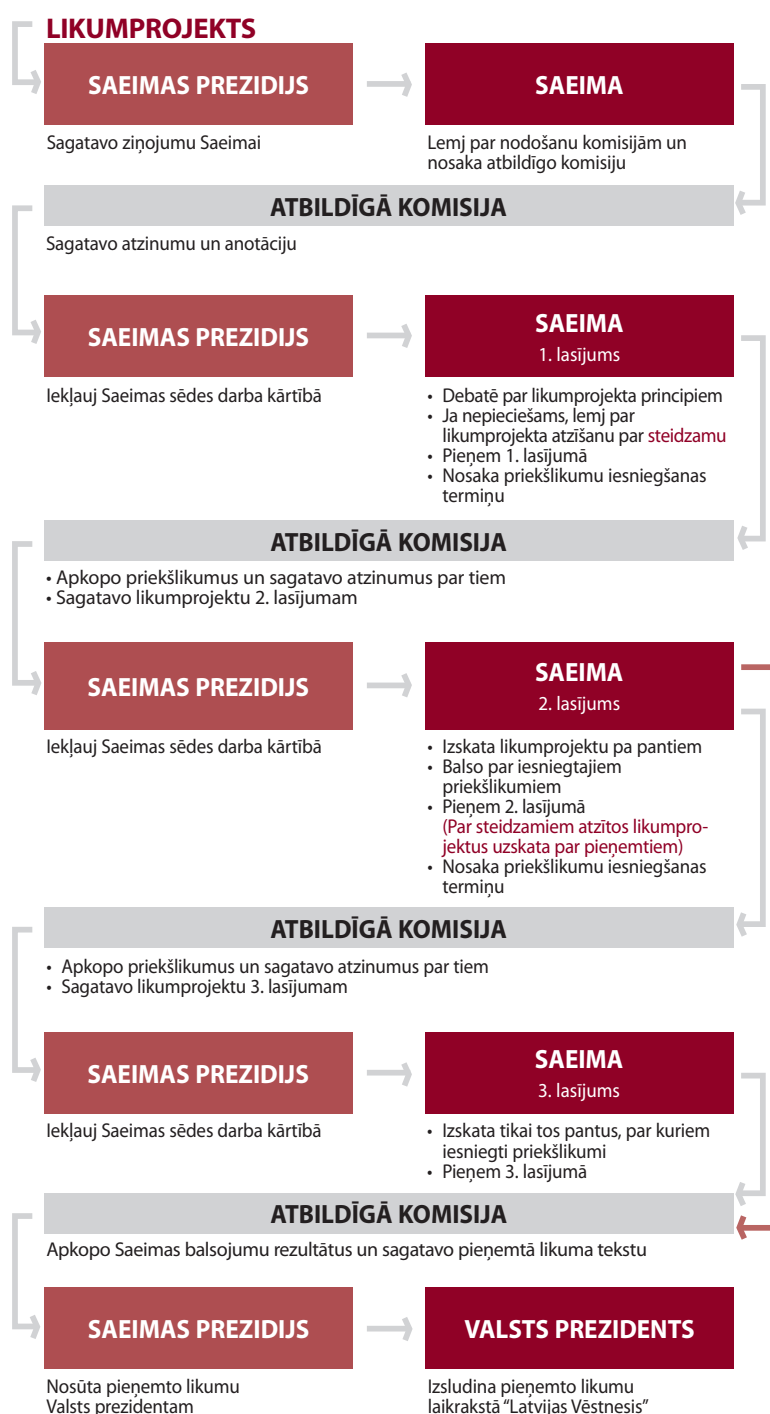 LIKUMPROJEKTS
SAEIMAS PREZIDIJS
Sagatavo ziņojumu Saeimai
SAEIMA
Lemj par nodošanu komisijām un
nosaka atbildīgo komisiju
ATBILDĪGĀ KOMISIJA
Sagatavo atzinumu un anotāciju
SAEIMAS PREZIDIJS
Iekļauj Saeimas sēdes darba kārtībā
SAEIMA
1. lasījums
• Debatē par likumprojekta principiem
• Ja nepieciešams, lemj par
likumprojekta atzīšanu par steidzamu
• Pieņem 1. lasījumā
• Nosaka priekšlikumu iesniegšanas
termiņu
ATBILDĪGĀ KOMISIJA
• Apkopo priekšlikumus un sagatavo atzinumus par tiem
• Sagatavo likumprojektu 2. lasījumam
SAEIMAS PREZIDIJS
Iekļauj Saeimas sēdes darba kārtībā
SAEIMA
2. lasījums
• Izskata likumprojektu pa pantiem
• Balso par iesniegtajiem
priekšlikumiem
• Pieņem 2. lasījumā
(Par steidzamiem atzītos likumpro-
jektus uzskata par pieņemtiem)
• Nosaka priekšlikumu iesniegšanas
termiņu
ATBILDĪGĀ KOMISIJA
• Apkopo priekšlikumus un sagatavo atzinumus par tiem
• Sagatavo likumprojektu 3. lasījumam
SAEIMAS PREZIDIJS
Iekļauj Saeimas sēdes darba kārtībā
SAEIMA
3. lasījums
• Izskata tikai tos pantus, par kuriem
iesniegti priekšlikumi
• Pieņem 3. lasījumā
ATBILDĪGĀ KOMISIJA
Apkopo Saeimas balsojumu rezultātus un sagatavo pieņemtā likuma tekstu
SAEIMAS PREZIDIJS
Nosūta pieņemto likumu
Valsts prezidentam
VALSTS PREZIDENTS
Izsludina pieņemto likumu
laikrakstā “Latvijas Vēstnesis”